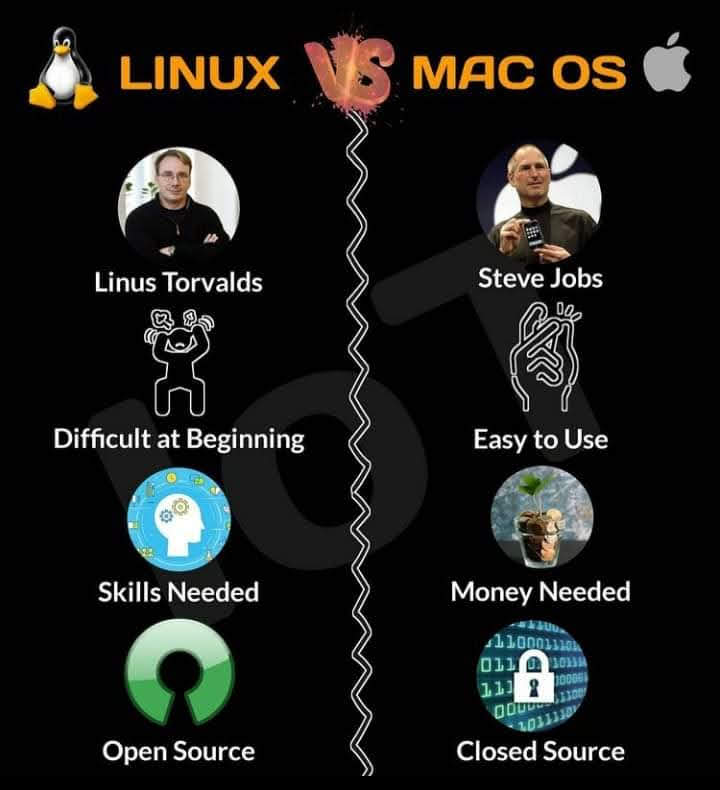 LINUX VS MAC OS
Linus Torvalds
Steve Jobs
Difficult at Beginning
Easy to Use
Skills Needed
Money Needed
Open Source
Closed Source
IoT